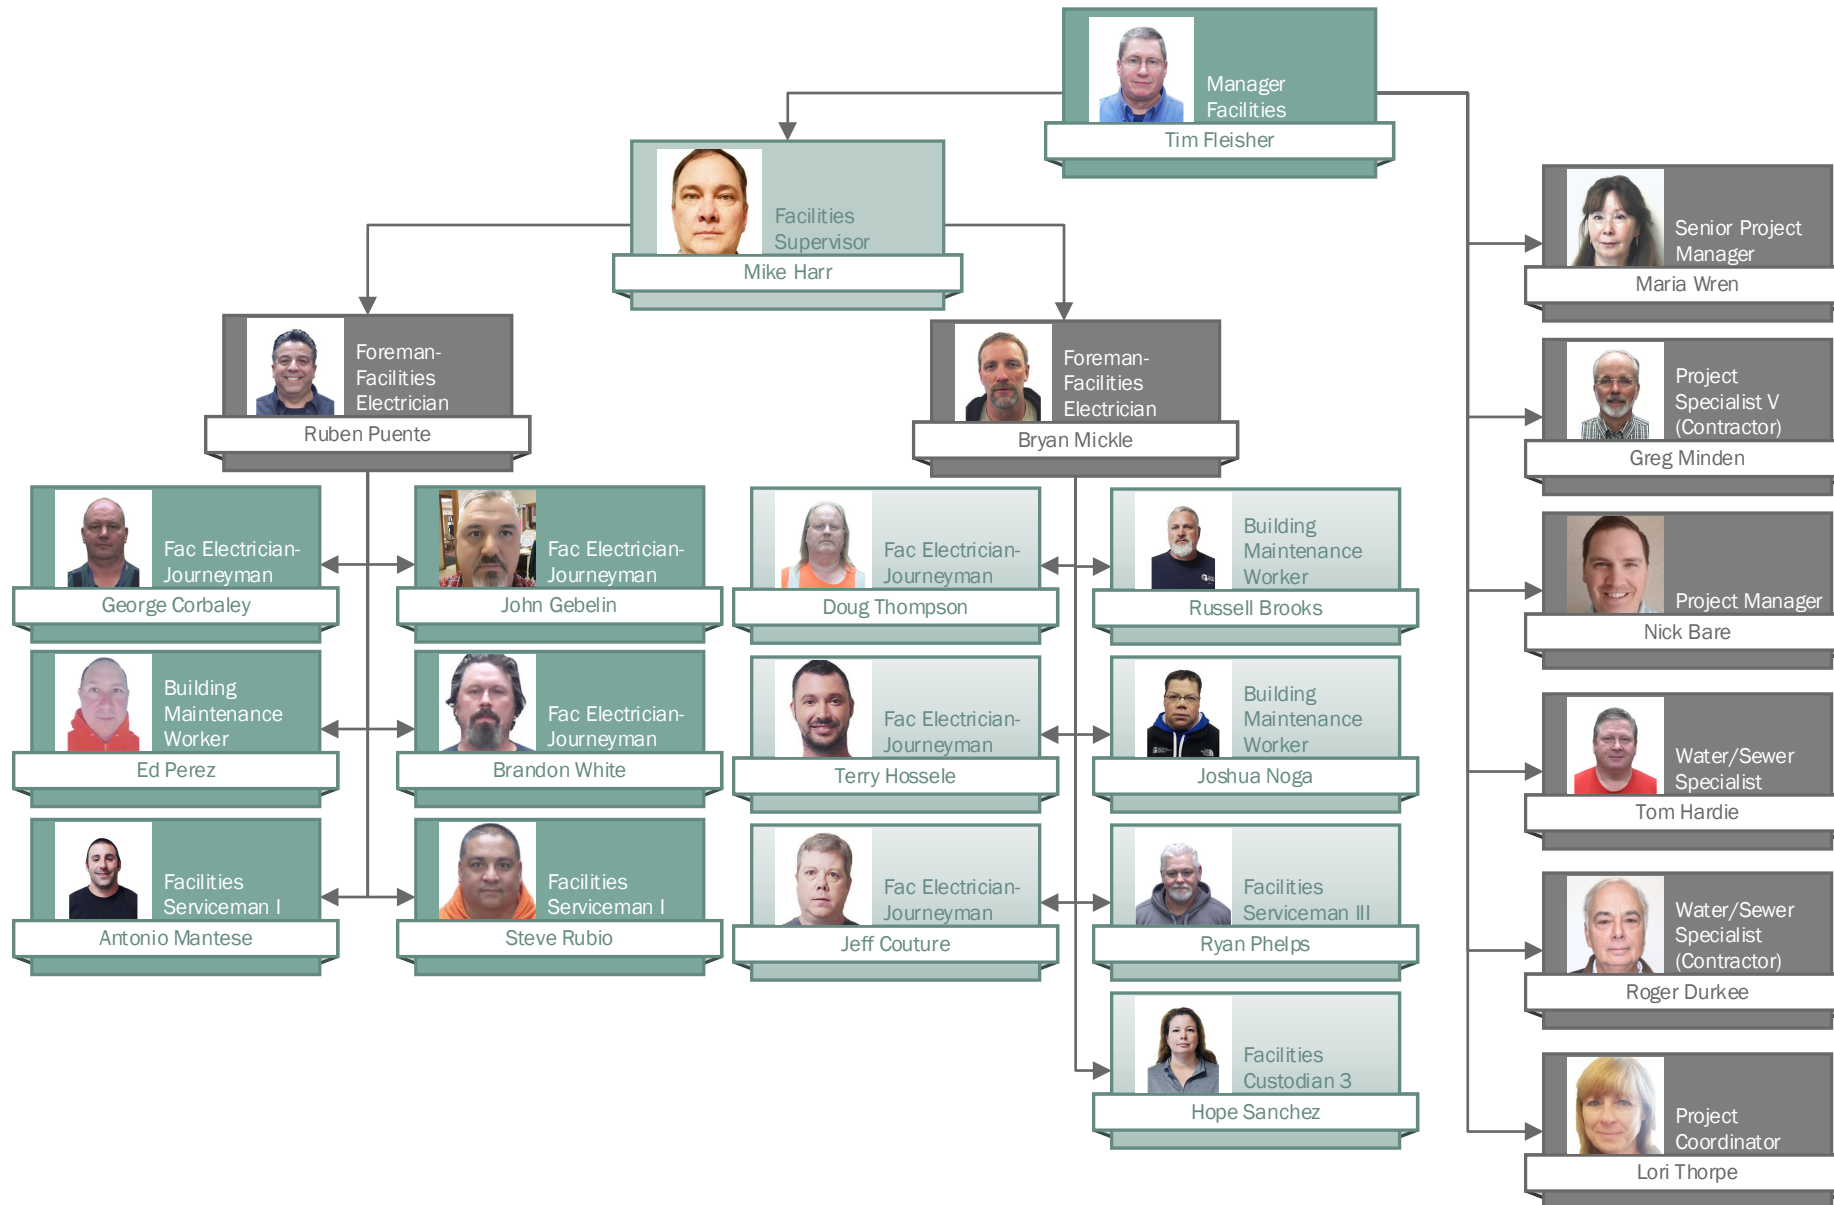 Manager
Facilities
Tim Fleisher
Facilities
Supervisor
Mike Harr
Foreman-
Facilities
Electrician
Ruben Puente
Foreman-
Facilities
Electrician
Bryan Mickle
Fac Electrician-
Journeyman
George Corbaley
Fac Electrician-
Journeyman
John Gebelin
Building
Maintenance
Worker
Ed Perez
Fac Electrician-
Journeyman
Brandon White
Facilities
Serviceman I
Antonio Mantese
Facilities
Serviceman I
Steve Rubio
Fac Electrician-
Journeyman
Doug Thompson
Building
Maintenance
Worker
Russell Brooks
Fac Electrician-
Journeyman
Terry Hossele
Building
Maintenance
Worker
Joshua Noga
Fac Electrician-
Journeyman
Jeff Couture
Facilities
Serviceman III
Ryan Phelps
Facilities
Custodian 3
Hope Sanchez
Senior Project
Manager
Maria Wren
Project
Specialist V
(Contractor)
Greg Minden
Project Manager
Nick Bare
Water/Sewer
Specialist
Tom Hardie
Water/Sewer
Specialist
(Contractor)
Roger Durkee
Project
Coordinator
Lori Thorpe